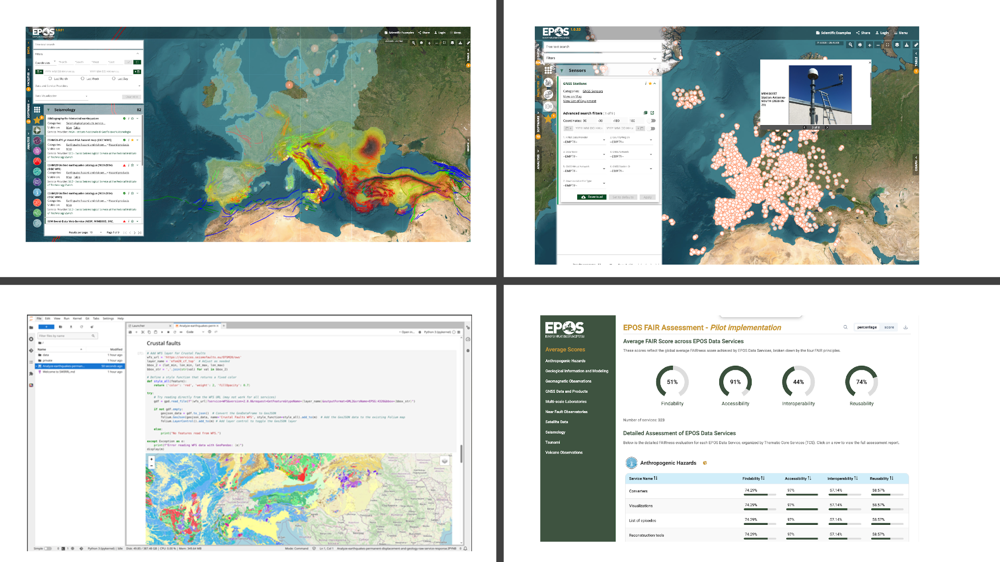 EPOS 1.0.51
Scientific Examples Share Login Menu
Free text search
Filters
Coordinates *North *South *West *East
YYYY-MM-DD HH:mm:ss YYYY-MM-DD HH:mm:ss
Last Month Last Week Last Day
Data and Service Providers
Data Visualization Clear All
DATA
FACILITIES
SOFTWARE
ANALYSIS
TABLE
GRAPH
Seismology 82
Bibliography for historical earthquakes
Categories: Seismological products service...
Visible on: Map Table
Service Provider: INGV - Istituto Nazionale di Geofisica e Vulcanologia
ESHM20 475 yr mean PGA hazard map (OGC WMS)
Categories: Earthquake hazard and risk ser... > Hazard products
Visible on: Map
Service Provider: SED - Swiss Seismological Service at the Federal Institute
of Technology Zurich
ESHM20 Unified earthquake catalogue (1000-2014)
(OGC WFS)
Categories: Earthquake hazard and risk ser... > Hazard products
Visible on: Map Table
Service Provider: SED - Swiss Seismological Service at the Federal Institute
of Technology Zurich
ESHM20 Unified earthquake catalogue (1000-2014)
(OGC WMS)
Categories: Earthquake hazard and risk ser... > Hazard products
Visible on: Map
Service Provider: SED - Swiss Seismological Service at the Federal Institute
of Technology Zurich
ESM Event-Data Web-Service (ASDF, MINISEED, SAC,
Results per page: 10 Page 1 of 9
EPOS 1.0.53
EUROPEANPLATEOBSERVINGSYSTEM
Scientific Examples Share Login Menu
Free text search
Filters
DATA
324
FACILITIES
SOFTWARE
15
ANALYSIS
TABLE
1
GRAPH
Sensors 1
GNSS Stations
Categories: GNSS Sensors
View on Map
View List of Equipment
Advanced search filters (1 of 9)
Coordinates: 90 -90 -180 180
YYYY-MM-DD HH:m YYYY-MM-DD HH:m
1. EUREA Data Provider 2. Country/Region
--EMPTY-- --EMPTY--
3. Data Node 4. GNSS Network
--EMPTY-- --EMPTY--
5. GNSS Virtual Network 6. GNSS Station ID
--EMPTY-- --EMPTY--
7. Downloadable File Type
--EMPTY--
Download Set to defaults Apply
MEHI00EST
Station Antenna-
SOUTH (2020-05-
29)
3 of 8
File Edit View Run Kernel Git Tabs Settings Help
Filter files by name
Name Modified
data 1 hour ago
private 1 hour ago
Analyze-earthquakes-perman... 50 seconds ago
Welcome to SWIRRL.md 1 hour ago
Launcher Analyze-earthquakes-perm
Code Open in... Python 3 (ipykernel)
Crustal faults
[7]: # Add WFS layer for Crustal Faults
wfs_url = "https://services.seismofaults.eu/EFSM20/ows"
layer_name = "efsm20_cf_top" # Adjust as needed
bbox_2 = (lat_min, lon_min, lat_max, lon_max)
bbox_str = ','.join(str(val) for val in bbox_2)
# Define a style function that returns a fixed color
def style_all(feature):
return {'color': 'red', 'weight': 2, 'fillOpacity': 0.7}
try:
# Try reading directly from the WFS URL (may not work for all services)
gdf = gpd.read_file(f"{wfs_url}?service=WFS&version=2.0.0&request=GetFeature&typeName={layer_name}&outputFormat=GML2&srsName=EPSG:4326&bbox={bbox_str}")
if not gdf.empty:
geojson_data = gdf.to_json() # Convert the GeoDataFrame to GeoJSON
folium.GeoJson(geojson_data, name='Crustal Faults WFS', style_function=style_all).add_to(m) # Add the GeoJSON data to the existing Folium map
folium.LayerControl().add_to(m) # Add layer control to toggle the GeoJSON layer
else:
print("No features read from WFS.")
except Exception as e:
print(f"Error reading WFS data with GeoPandas: {e}")
display(m)
Simple Python 3 (ipykernel) | Idle Disk: 49.85 / 387.48 GB | CPU: 0.00 % | Mem: 349.64 MB Mode: Command Ln 1, Col 1 Analyze-earthquakes-permanent-displacement-and-geology-raw-service-response.IPYNB
EPOS
EUROPEANPLATEOBSERVINGSYSTEM
Average Scores
Anthropogenic Hazards
Geological Information and Modeling
Geomagnetic Observations
GNSS Data and Products
Multi-scale Laboratories
Near Fault Observatories
Satellite Data
Seismology
Tsunami
Volcano Observations
EPOS FAIR Assessment - Pilot implementation
percentage score
Average FAIR Score across EPOS Data Services
These scores reflect the global average FAIRness score achieved by EPOS Data Services, broken down by the four FAIR principles.
51% 91% 44% 74%
Findability Accessibility Interoperability Reusability
Number of services: 323
Detailed Assessment of EPOS Data Services
Below is the detailed FAIRness evaluation for each EPOS Data Service, organized by Thematic Core Services (TCS). Click on a row to view the full assessment report.
Anthropogenic Hazards
Service Name Findability Accessibility Interoperability Reusability
Converters 74.29% 97% 57.14% 58.57%
Visualizations 74.29% 97% 57.14% 58.57%
List of episodes 74.29% 97% 57.14% 58.57%
Reconstruction tools 74.29% 97% 57.14% 58.57%